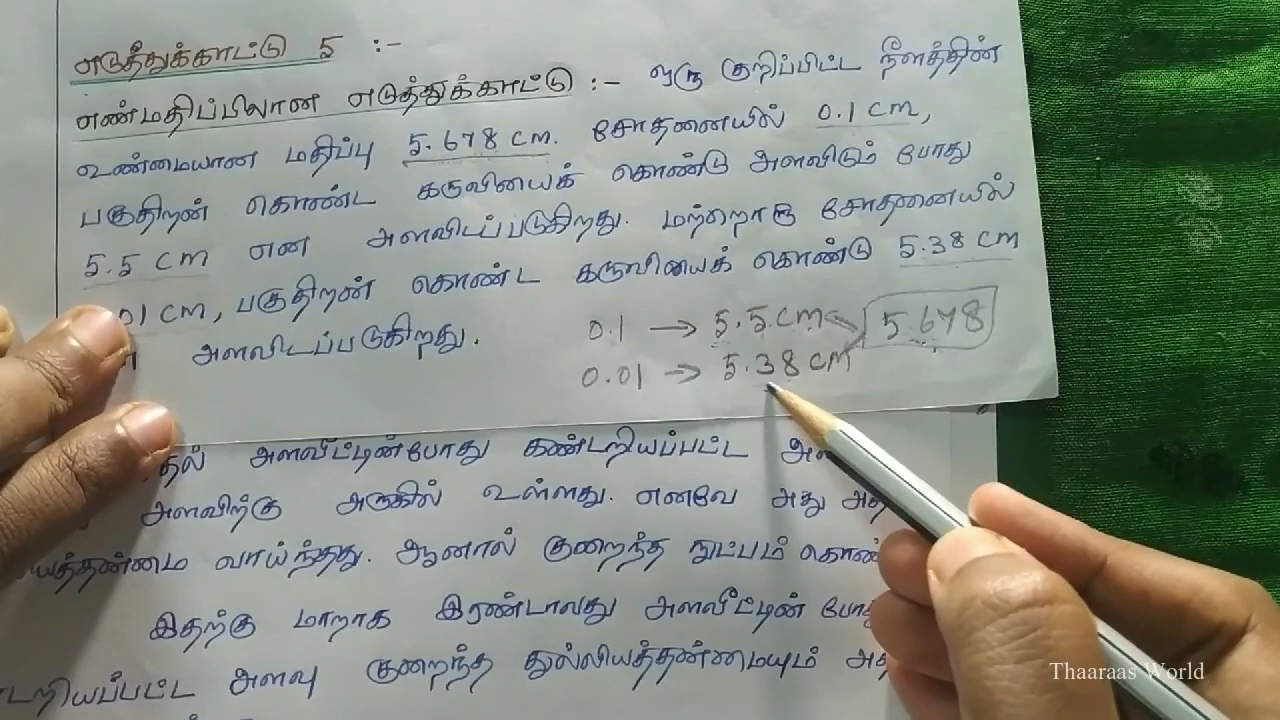 எடுத்துக்காட்டு 5 :-
எண்மதிப்பிலான எடுத்துக்காட்டு :- ஒரு குறிப்பிட்ட நீளத்தின்
உண்மையான மதிப்பு 5.678 cm. சோதனையில் 0.1 cm,
பகுதிறன் கொண்ட கருவியைக் கொண்டு அளவிடும் போது
5.5 cm என அளவிடப்படுகிறது. மற்றொரு சோதனையில்
01 cm, பகுதிறன் கொண்ட கருவியைக் கொண்டு 5.38 cm
அளவிடப்படுகிறது.
0.1 → 5.5 cm 5.678
0.01 → 5.38 cm
அளவீட்டின்போது கண்டறியப்பட்ட
அளவிற்கு அருகில் உள்ளது. எனவே அது
வாய்ந்தது. ஆனால் குறைந்த நுட்பம்
இதற்கு மாறாக இரண்டாவது அளவீட்டின்
அளவு குறைந்த துல்லியத்தன்மையும்
Thaaraas World